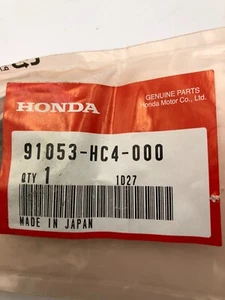 GENUINE PARTS
Honda Motor Co., Ltd.
HONDA
91053-HC4-000
QTY 1 1D27
MADE IN JAPAN